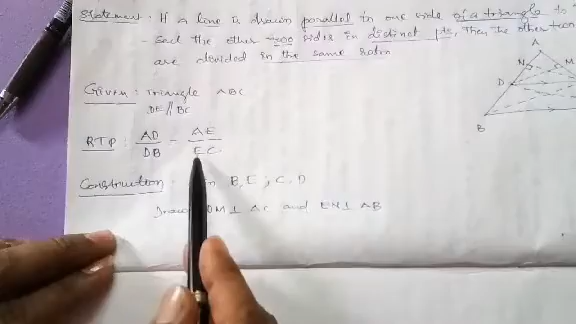 Statement : If a line is drawn parallel to one side of a triangle to
sect the other two sides in distinct pts, Then the other two
are divided in the same Ratio
Given : Triangle ABC
DE // BC
RTP : AD/DB = AE/EC
Construction : B, E ; C, D
Draw DM ⊥ AC and EN ⊥ AB
A
N M
D
B